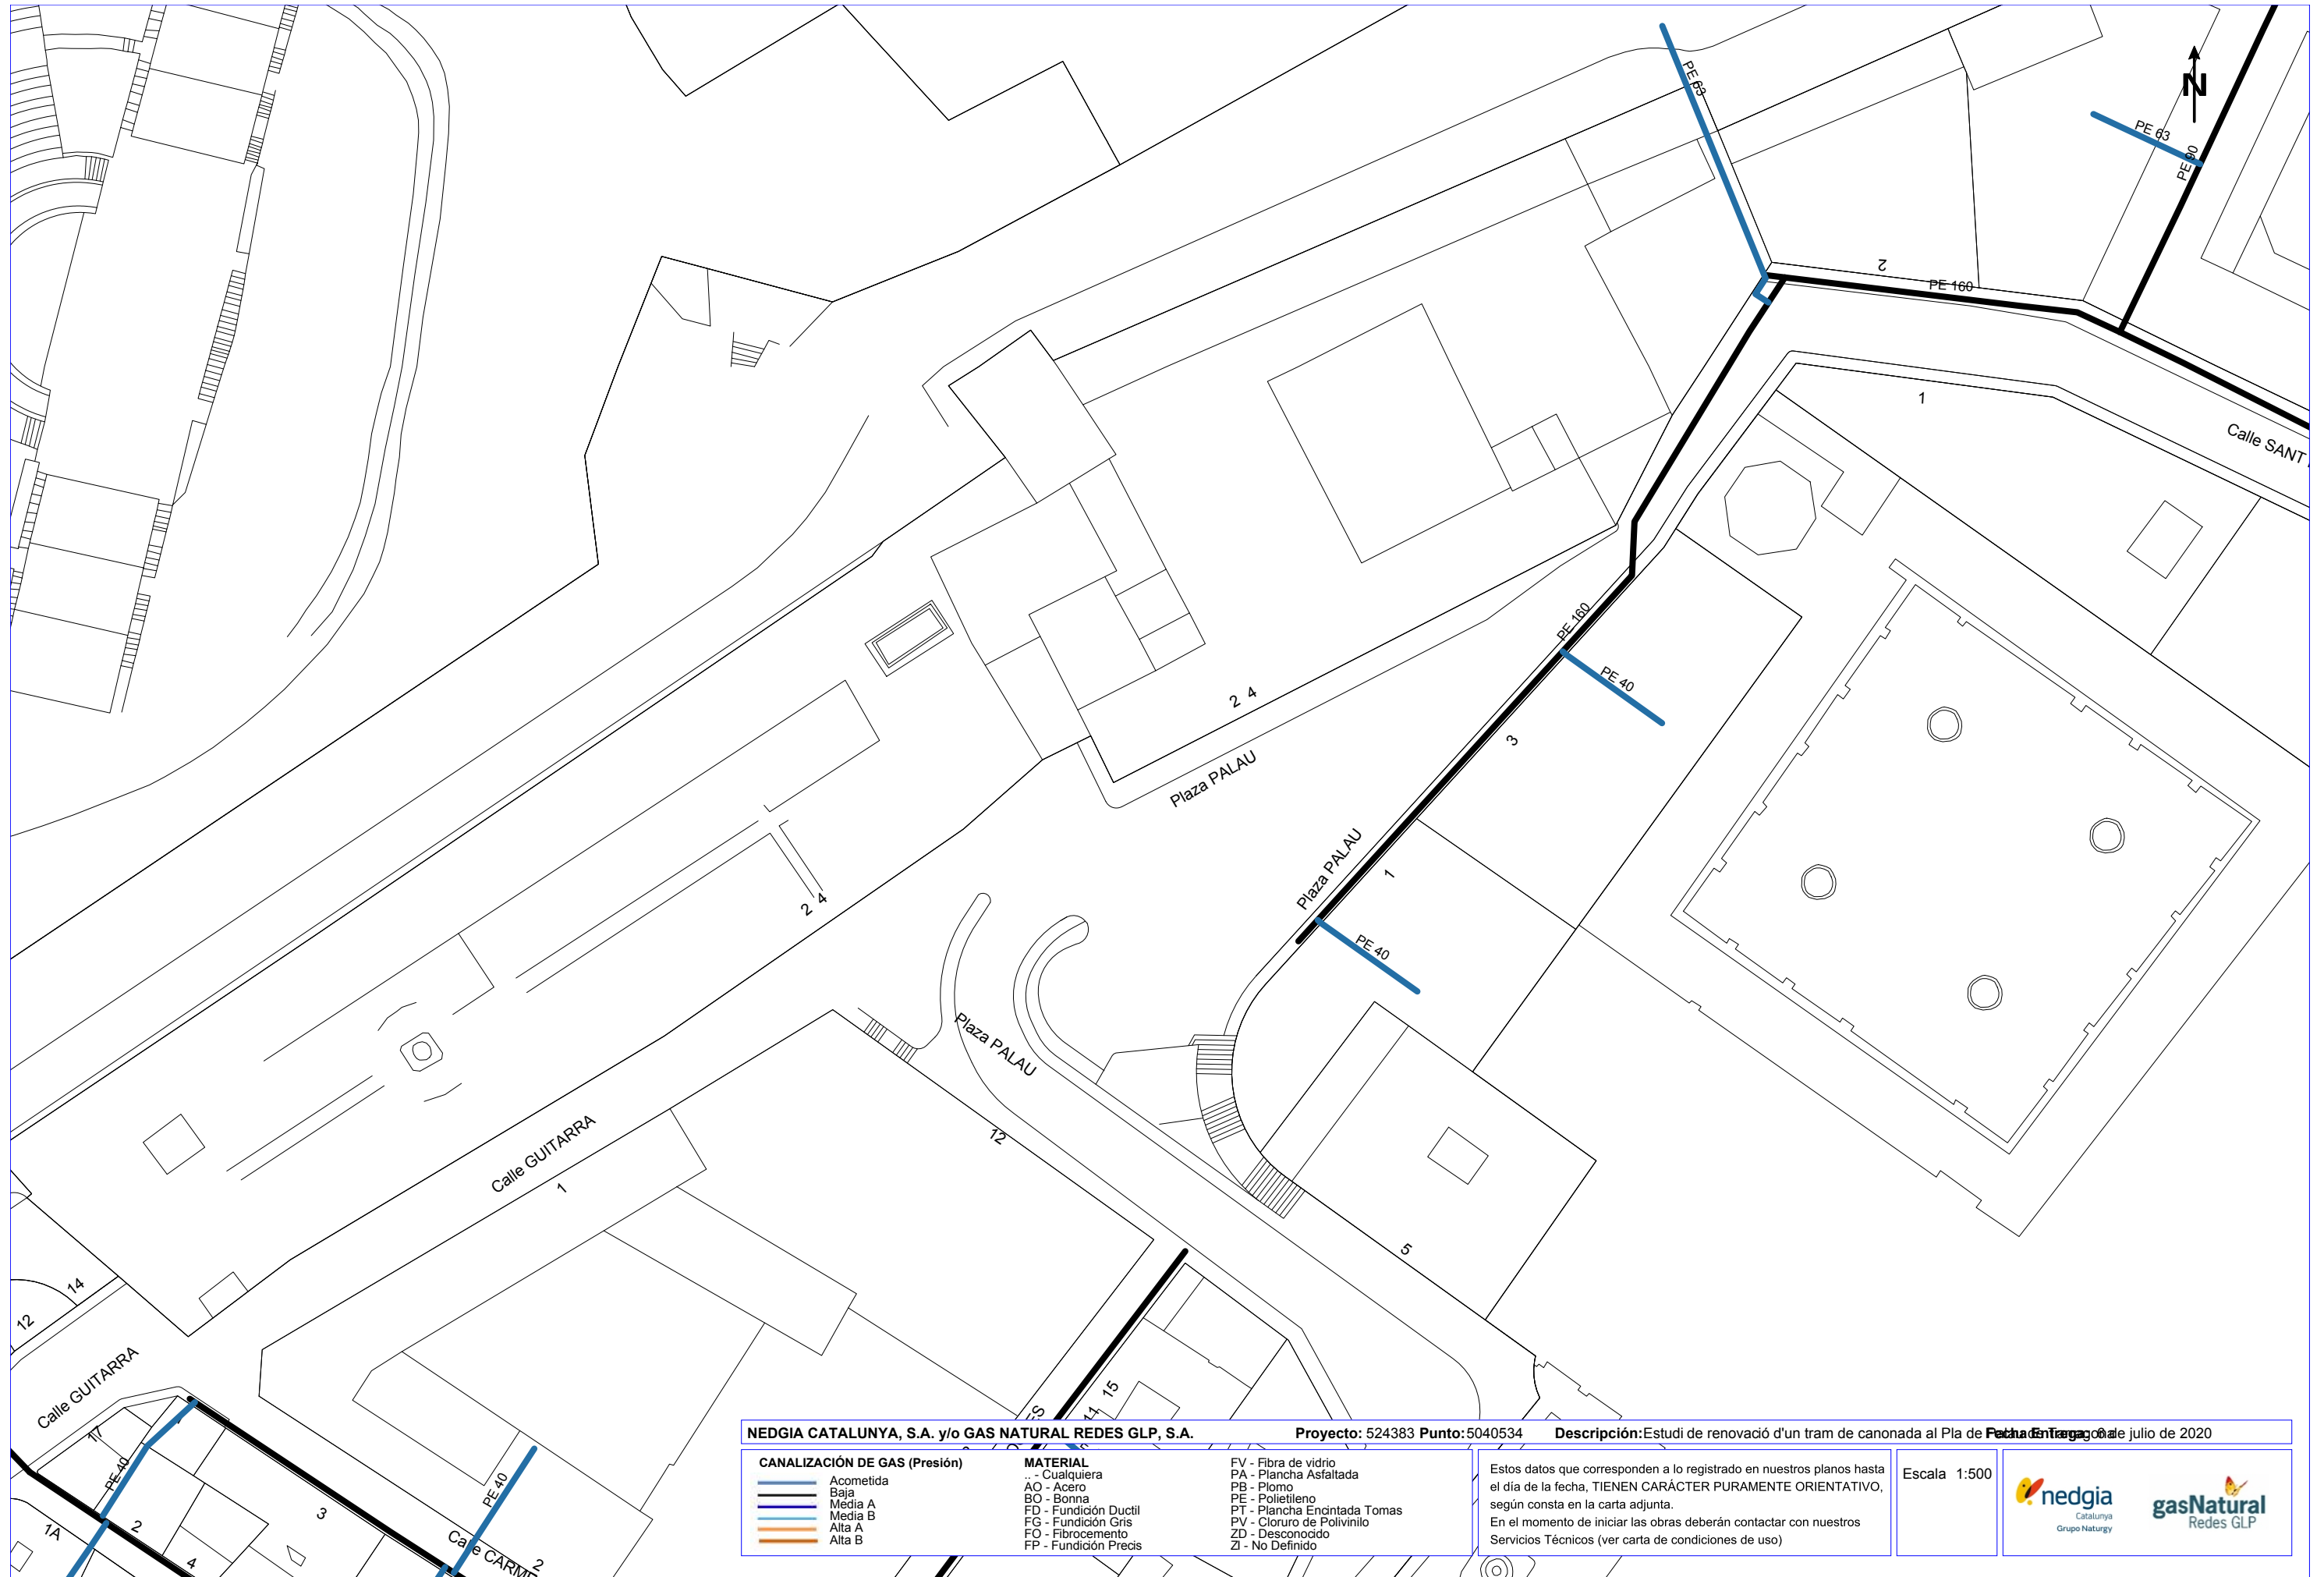 PE 63
N
PE 63
PE 90
2
PE 160
1
Calle SANT
PE 160
PE 40
2 4
3
Plaza PALAU
Plaza PALAU
1
2 4
PE 40
Plaza PALAU
12
Calle GUITARRA
1
5
14
12
Calle GUITARRA
15
11
17
PE 40
PE 40
3
2
1A
4
2
NEDGIA CATALUNYA, S.A. y/o GAS NATURAL REDES GLP, S.A.
Proyecto: 524383 Punto:5040534
Descripción:Estudi de renovació d'un tram de canonada al Pla de Palau de Tarragona
Fecha Entrega: 6 de julio de 2020
CANALIZACIÓN DE GAS (Presión)
Acometida
Baja
Media A
Media B
Alta A
Alta B
MATERIAL
.. - Cualquiera
AO - Acero
BO - Bonna
FD - Fundición Ductil
FG - Fundición Gris
FO - Fibrocemento
FP - Fundición Precis
FV - Fibra de vidrio
PA - Plancha Asfaltada
PB - Plomo
PE - Polietileno
PT - Plancha Encintada Tomas
PV - Cloruro de Polivinilo
ZD - Desconocido
ZI - No Definido
Estos datos que corresponden a lo registrado en nuestros planos hasta
el día de la fecha, TIENEN CARÁCTER PURAMENTE ORIENTATIVO,
según consta en la carta adjunta.
En el momento de iniciar las obras deberán contactar con nuestros
Servicios Técnicos (ver carta de condiciones de uso)
Escala 1:500
nedgia
Catalunya
Grupo Naturgy
gasNatural
Redes GLP